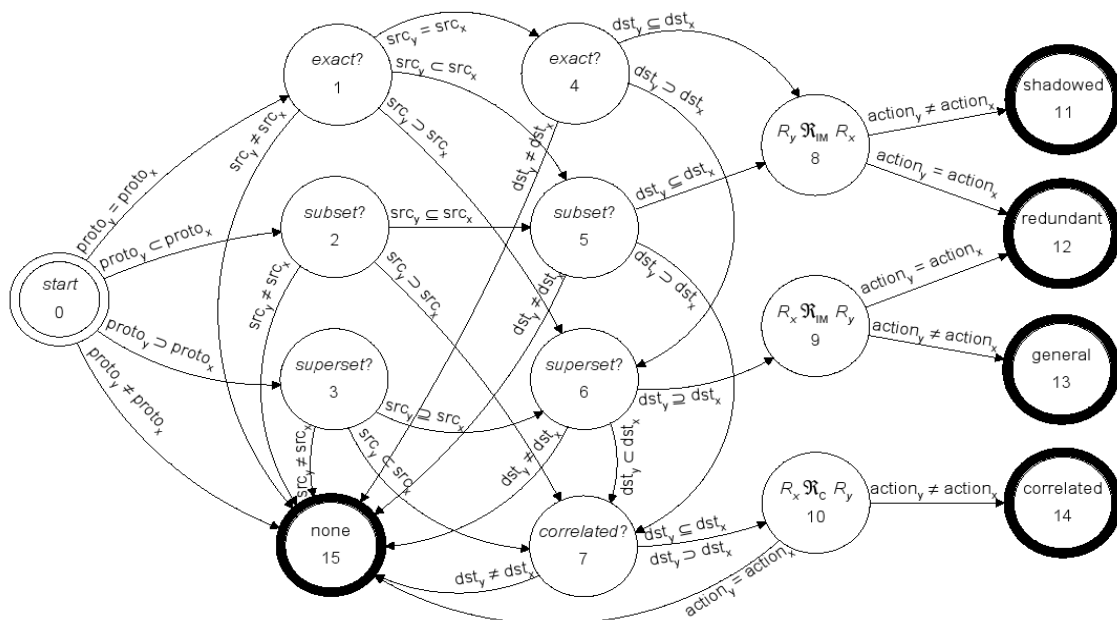 start
0
proto_y = proto_x
proto_y ⊂ proto_x
proto_y ⊃ proto_x
proto_y ≠ proto_x
exact?
1
src_y = src_x
src_y ⊂ src_x
src_y ⊃ src_x
src_y ≠ src_x
subset?
2
src_y ⊆ src_x
src_y ⊃ src_x
src_y ≠ src_x
superset?
3
src_y ⊇ src_x
src_y ⊂ src_x
src_y ≠ src_x
exact?
4
dst_y ⊆ dst_x
dst_y ⊃ dst_x
dst_y ≠ dst_x
subset?
5
dst_y ⊆ dst_x
dst_y ⊃ dst_x
dst_y ≠ dst_x
superset?
6
dst_y ⊇ dst_x
dst_y ⊂ dst_x
dst_y ≠ dst_x
correlated?
7
dst_y ⊆ dst_x
dst_y ⊃ dst_x
dst_y ≠ dst_x
R_y ℜ_IM R_x
8
action_y ≠ action_x
action_y = action_x
R_x ℜ_IM R_y
9
action_y = action_x
action_y ≠ action_x
R_x ℜ_C R_y
10
action_y ≠ action_x
action_y = action_x
shadowed
11
redundant
12
general
13
correlated
14
none
15